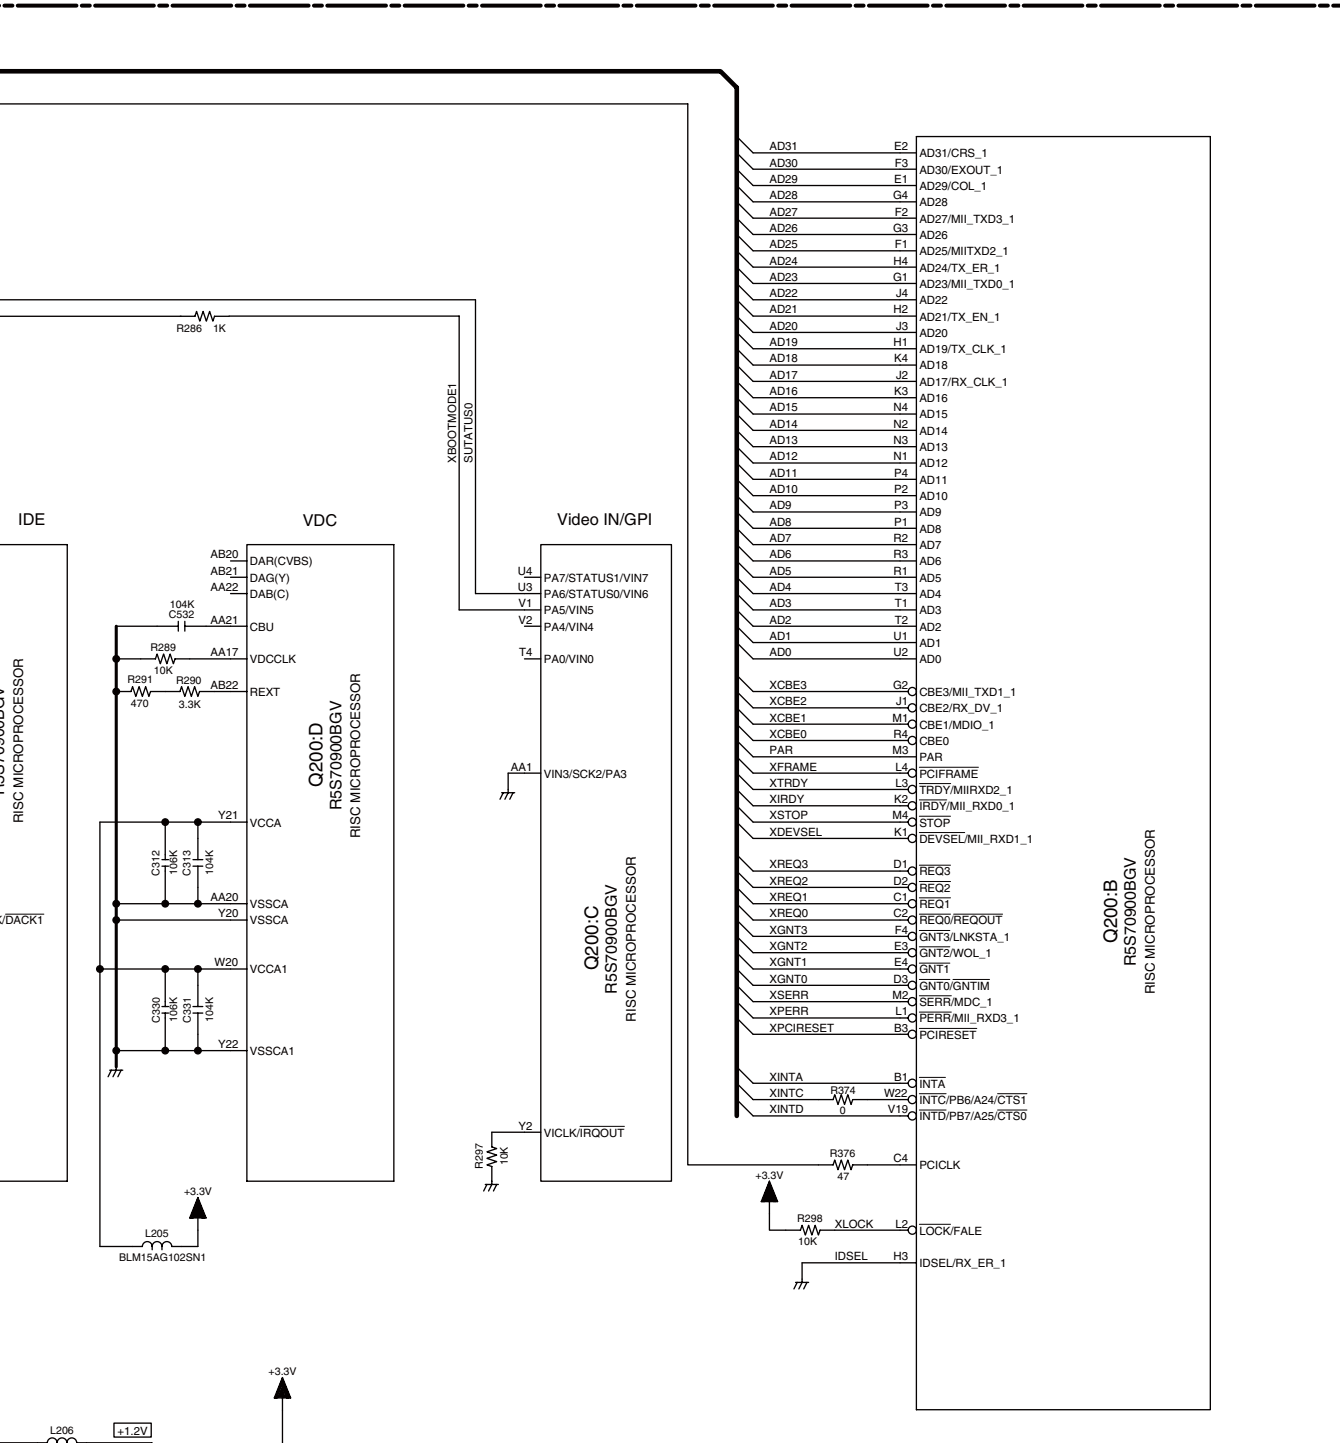 AD31 E2 AD31/CRS_1
AD30 F3 AD30/EXOUT_1
AD29 E1 AD29/COL_1
AD28 G4 AD28
AD27 F2 AD27/MII_TXD3_1
AD26 G3 AD26
AD25 F1 AD25/MIITXD2_1
AD24 H4 AD24/TX_ER_1
AD23 G1 AD23/MII_TXD0_1
AD22 J4 AD22
AD21 H2 AD21/TX_EN_1
AD20 J3 AD20
AD19 H1 AD19/TX_CLK_1
AD18 K4 AD18
AD17 J2 AD17/RX_CLK_1
AD16 K3 AD16
AD15 N4 AD15
AD14 N2 AD14
AD13 N3 AD13
AD12 N1 AD12
AD11 P4 AD11
AD10 P2 AD10
AD9 P3 AD9
AD8 P1 AD8
AD7 R2 AD7
AD6 R3 AD6
AD5 R1 AD5
AD4 T3 AD4
AD3 T1 AD3
AD2 T2 AD2
AD1 U1 AD1
AD0 U2 AD0
XCBE3 G2 CBE3/MII_TXD1_1
XCBE2 J1 CBE2/RX_DV_1
XCBE1 M1 CBE1/MDIO_1
XCBE0 R4 CBE0
PAR M3 PAR
XFRAME L4 PCIFRAME
XTRDY L3 TRDY/MIIRXD2_1
XIRDY K2 IRDY/MII_RXD0_1
XSTOP M4 STOP
XDEVSEL K1 DEVSEL/MII_RXD1_1
XREQ3 D1 REQ3
XREQ2 D2 REQ2
XREQ1 C1 REQ1
XREQ0 C2 REQ0/REQOUT
XGNT3 F4 GNT3/LNKSTA_1
XGNT2 E3 GNT2/WOL_1
XGNT1 E4 GNT1
XGNT0 D3 GNT0/GNTIM
XSERR M2 SERR/MDC_1
XPERR L1 PERR/MII_RXD3_1
XPCIRESET B3 PCIRESET
XINTA B1 INTA
XINTC R374 0 W22 INTC/PB6/A24/CTS1
XINTD V19 INTD/PB7/A25/CTS0
R376 47 C4 PCICLK
+3.3V
R298 10K XLOCK L2 LOCK/FALE
IDSEL H3 IDSEL/RX_ER_1
Q200:B
R5S70900BGV
RISC MICROPROCESSOR
R286 1K
XBOOTMODE1
SUTATUS0
IDE
RISC MICROPROCESSOR
/DACK1
VDC
AB20 DAR(CVBS)
AB21 DAG(Y)
AA22 DAB(C)
104K
C532
AA21 CBU
R289
10K
AA17 VDCCLK
R291
470
R290
3.3K
AB22 REXT
Q200:D
R5S70900BGV
RISC MICROPROCESSOR
Y21 VCCA
C312
106K
C313
104K
AA20 VSSCA
Y20 VSSCA
W20 VCCA1
C330
106K
C331
104K
Y22 VSSCA1
+3.3V
L205
BLM15AG102SN1
Video IN/GPI
U4 PA7/STATUS1/VIN7
U3 PA6/STATUS0/VIN6
V1 PA5/VIN5
V2 PA4/VIN4
T4 PA0/VIN0
AA1 VIN3/SCK2/PA3
Q200:C
R5S70900BGV
RISC MICROPROCESSOR
Y2 VICLK/IRQOUT
R297
10K
+3.3V
L206
+1.2V